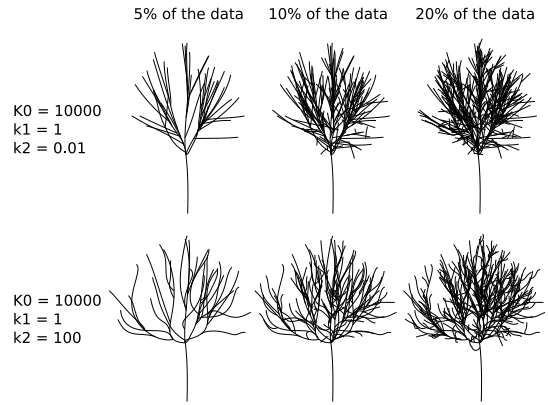 5% of the data 10% of the data 20% of the data
K0 = 10000
k1 = 1
k2 = 0.01
K0 = 10000
k1 = 1
k2 = 100